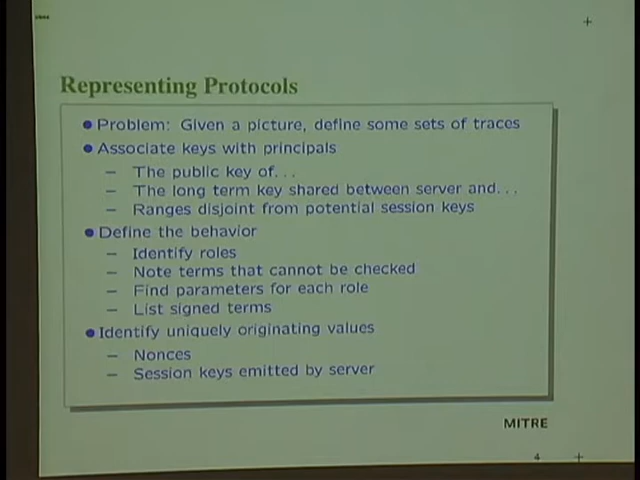 Representing Protocols
● Problem: Given a picture, define some sets of traces
● Associate keys with principals
– The public key of...
– The long term key shared between server and...
– Ranges disjoint from potential session keys
● Define the behavior
– Identify roles
– Note terms that cannot be checked
– Find parameters for each role
– List signed terms
● Identify uniquely originating values
– Nonces
– Session keys emitted by server
MITRE
4